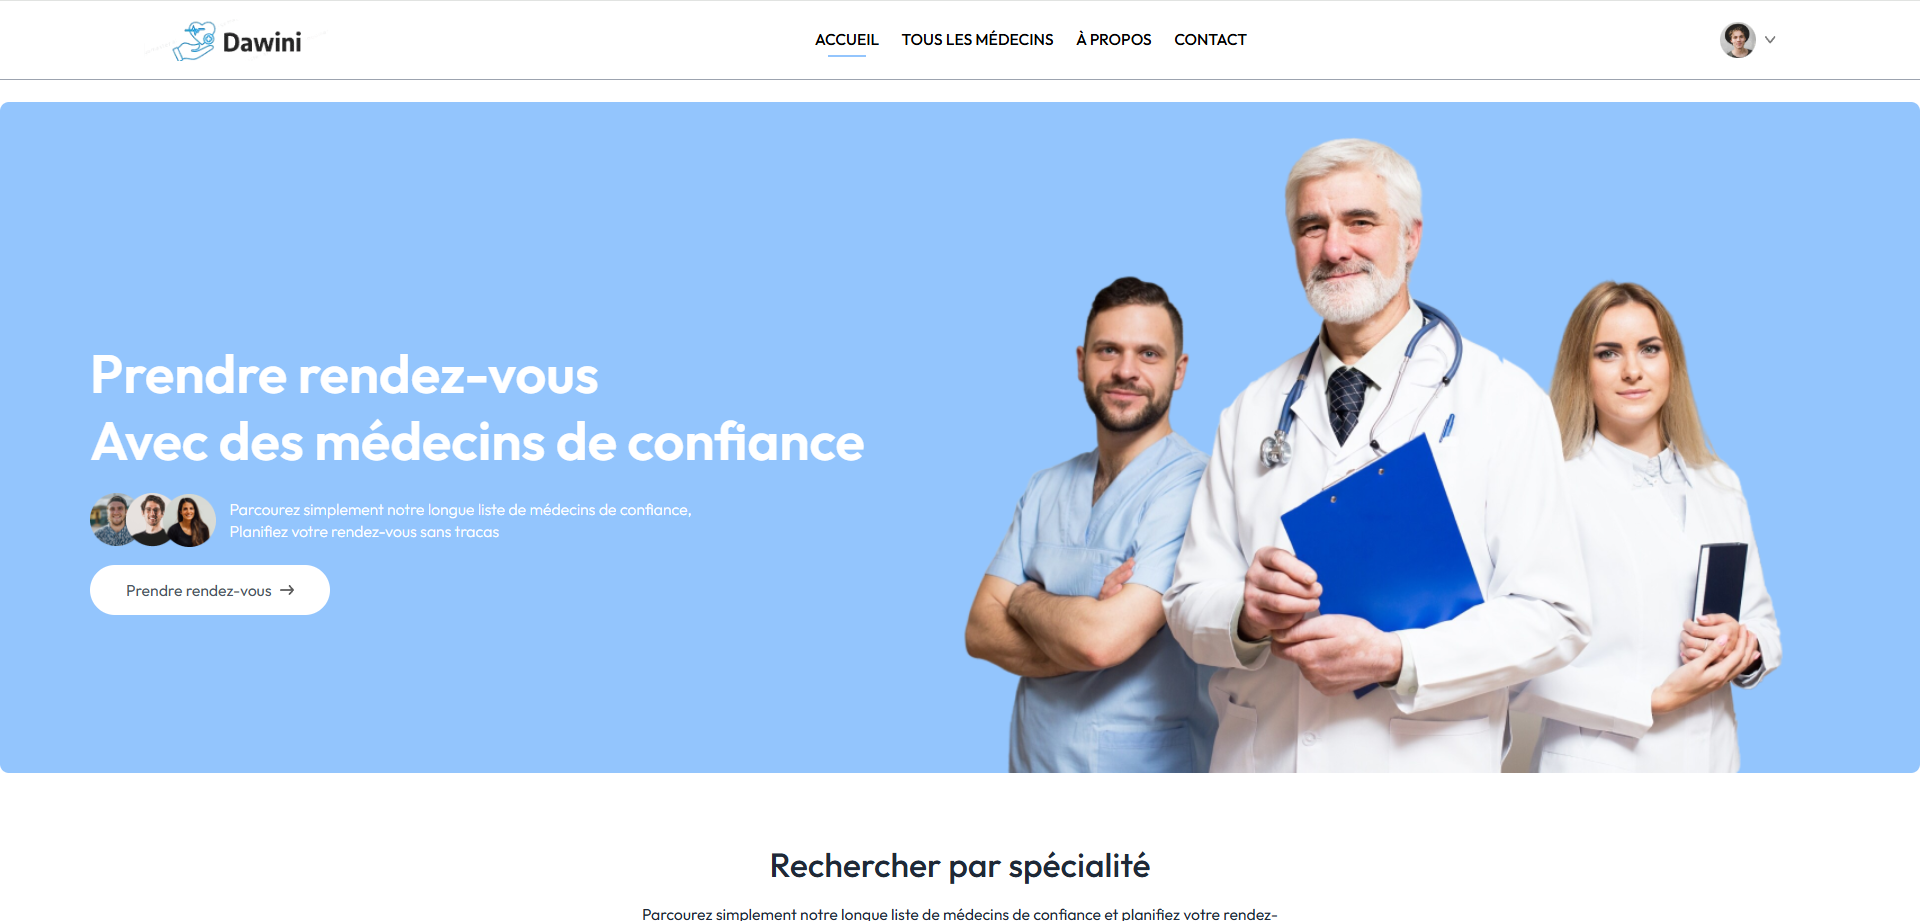 Dawini
ACCUEIL
TOUS LES MÉDECINS
À PROPOS
CONTACT
Prendre rendez-vous
Avec des médecins de confiance
Parcourez simplement notre longue liste de médecins de confiance,
Planifiez votre rendez-vous sans tracas
Prendre rendez-vous →
Rechercher par spécialité
Parcourez simplement notre longue liste de médecins de confiance et planifiez votre rendez-